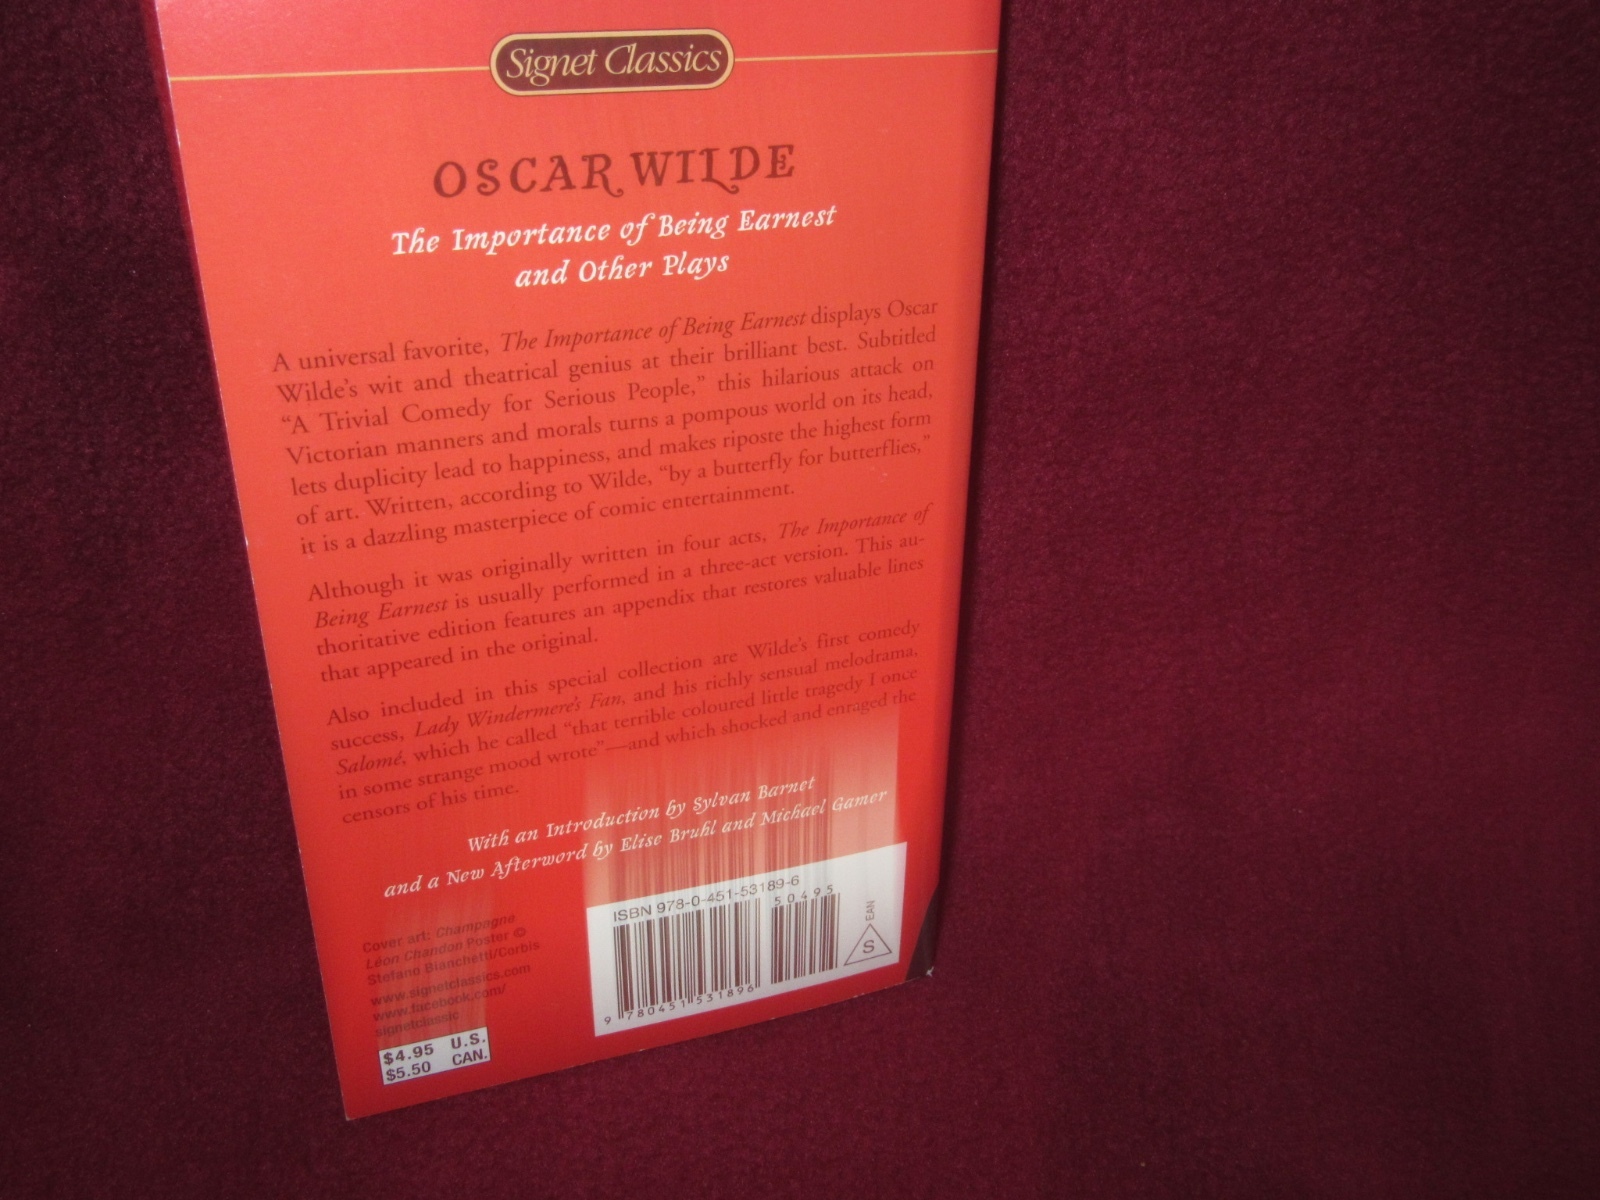 Signet Classics
OSCAR WILDE
The Importance of Being Earnest
and Other Plays
A universal favorite, The Importance of Being Earnest displays Oscar
Wilde's wit and theatrical genius at their brilliant best. Subtitled
“A Trivial Comedy for Serious People,” this hilarious attack on
Victorian manners and morals turns a pompous world on its head,
lets duplicity lead to happiness, and makes riposte the highest form
of art. Written, according to Wilde, “by a butterfly for butterflies,”
it is a dazzling masterpiece of comic entertainment.
Although it was originally written in four acts, The Importance of
Being Earnest is usually performed in a three-act version. This au-
thoritative edition features an appendix that restores valuable lines
that appeared in the original.
Also included in this special collection are Wilde's first comedy
success, Lady Windermere's Fan, and his richly sensual melodrama,
Salomé, which he called “that terrible coloured little tragedy I once
in some strange mood wrote”—and which shocked and enraged the
censors of his time.
With an Introduction by Sylvan Barnet
and a New Afterword by Elise Bruhl and Michael Gamer
Cover art: Champagne
Léon Chandon Poster ©
Stefano Bianchetti/Corbis
www.signetclassics.com
www.facebook.com/
signetclassic
$4.95 U.S.
$5.50 CAN.
ISBN 978-0-451-53189-6
50495
9 780451 531896
EAN
S